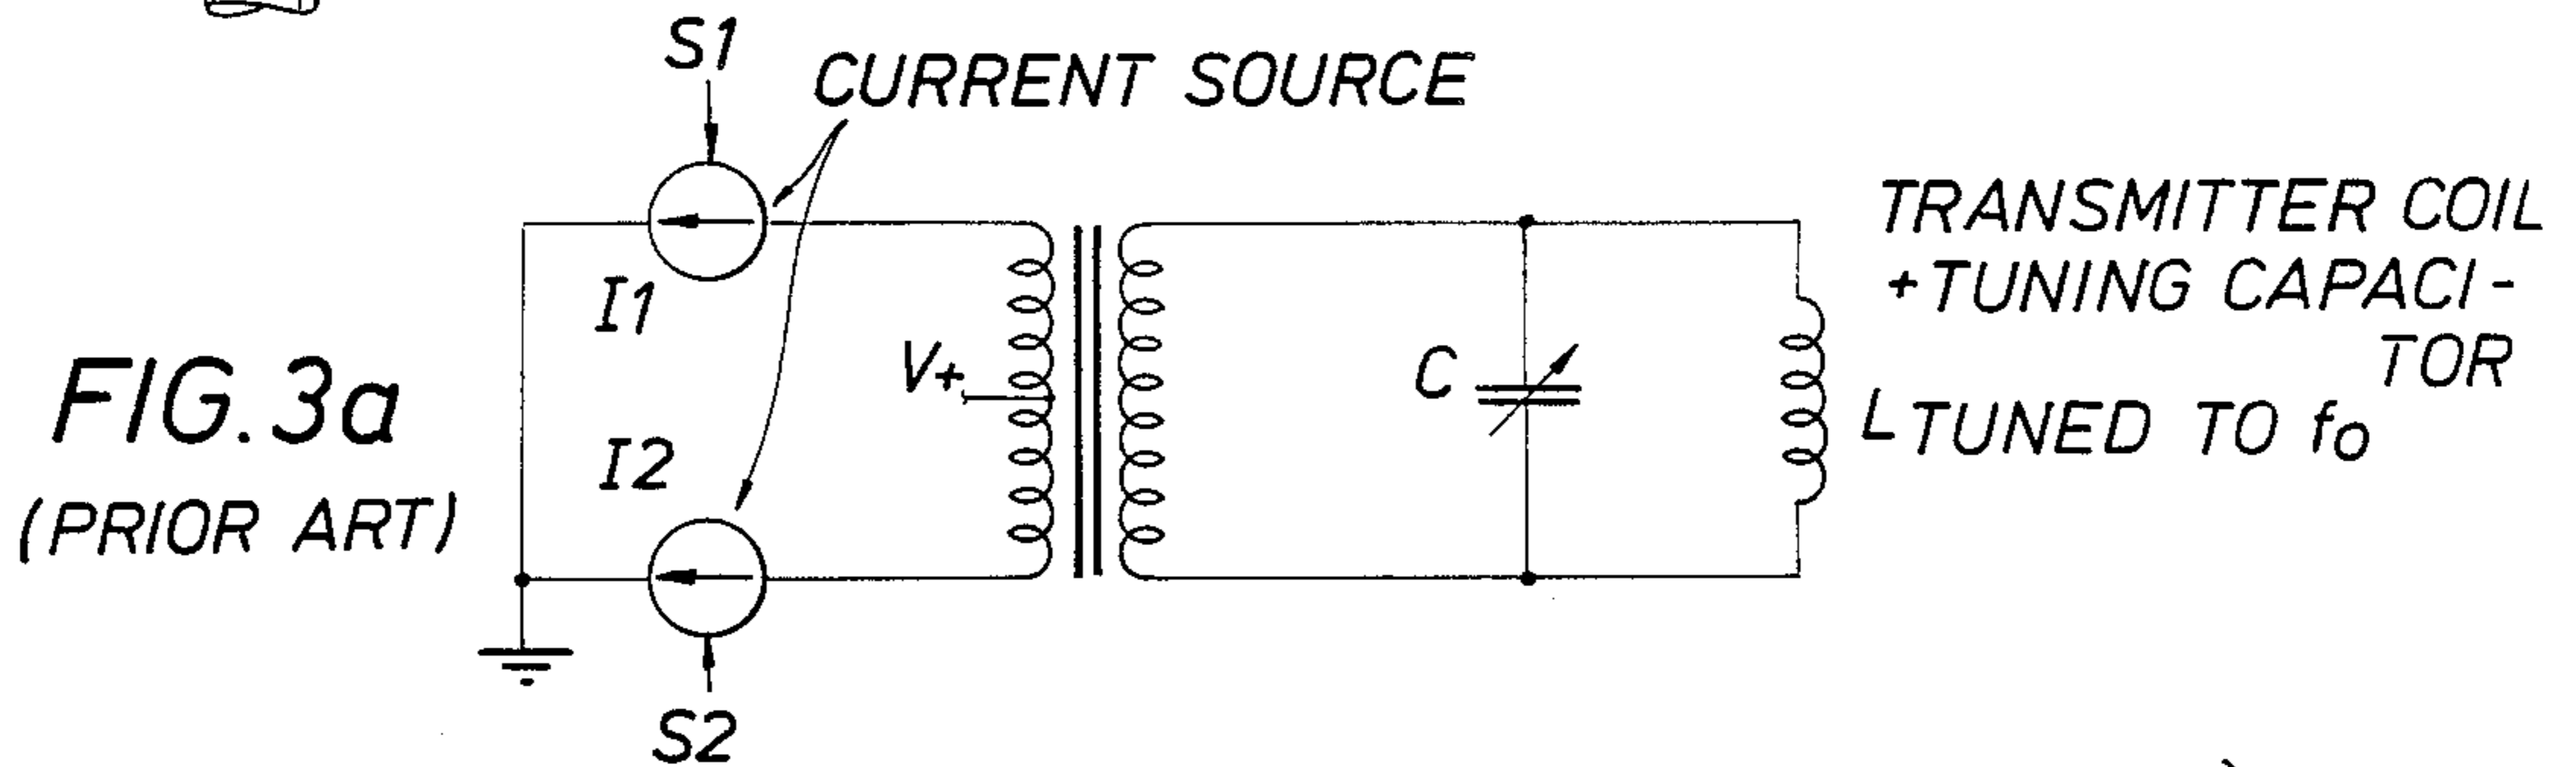 S1
CURRENT SOURCE
I1
V+
I2
S2
C
L
TRANSMITTER COIL
+TUNING CAPACI-
TOR
TUNED TO fo
FIG.3a
(PRIOR ART)